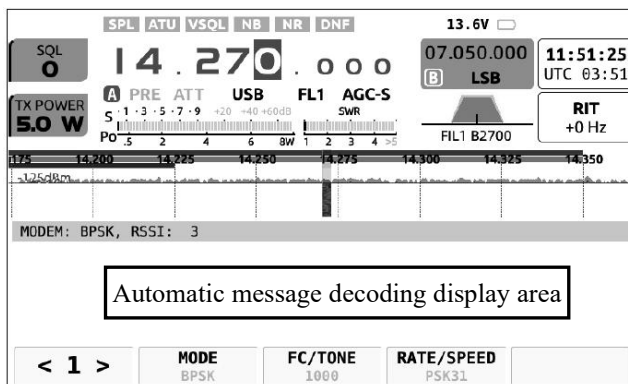 SPL ATU VSQL NB NR DNF 13.6V
SQL
0
14.270.000
07.050.000
B LSB
11:51:25
UTC 03:51
TX POWER
5.0 W
A PRE ATT USB FL1 AGC-S
S 1 3 5 7 9 +20 +40 +60dB SWR
Po .5 2 4 6 8W 1 2 3 4 >5
FIL1 B2700
RIT
+0 Hz
175 14.200 14.225 14.250 14.275 14.300 14.325 14.350
-125dBm
MODEM: BPSK, RSSI: 3
Automatic message decoding display area
< 1 >
MODE
BPSK
FC/TONE
1000
RATE/SPEED
PSK31